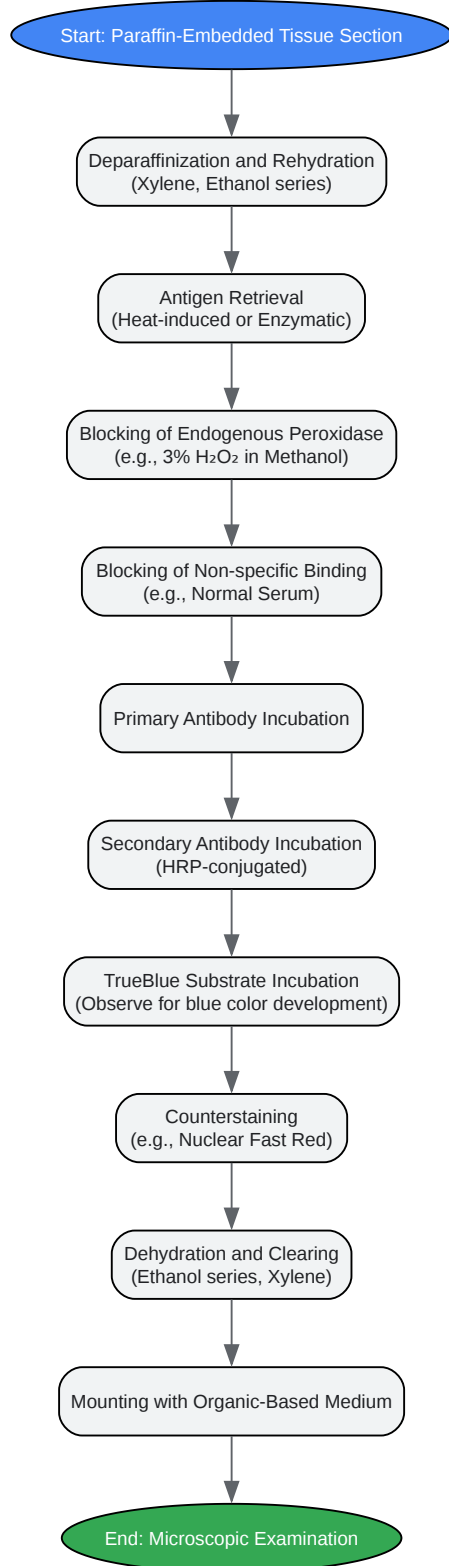 Start: Paraffin-Embedded Tissue Section
Deparaffinization and Rehydration
(Xylene, Ethanol series)
Antigen Retrieval
(Heat-induced or Enzymatic)
Blocking of Endogenous Peroxidase
(e.g., 3% H₂O₂ in Methanol)
Blocking of Non-specific Binding
(e.g., Normal Serum)
Primary Antibody Incubation
Secondary Antibody Incubation
(HRP-conjugated)
TrueBlue Substrate Incubation
(Observe for blue color development)
Counterstaining
(e.g., Nuclear Fast Red)
Dehydration and Clearing
(Ethanol series, Xylene)
Mounting with Organic-Based Medium
End: Microscopic Examination